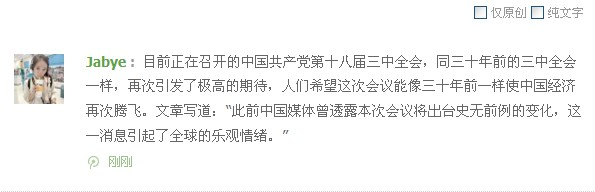 仅原创 纯文字
Jabye：目前正在召开的中国共产党第十八届三中全会，同三十年前的三中全会
一样，再次引发了极高的期待，人们希望这次会议能像三十年前一样使中国经济
再次腾飞。文章写道：“此前中国媒体曾透露本次会议将出台史无前例的变化，这
一消息引起了全球的乐观情绪。”
刚刚